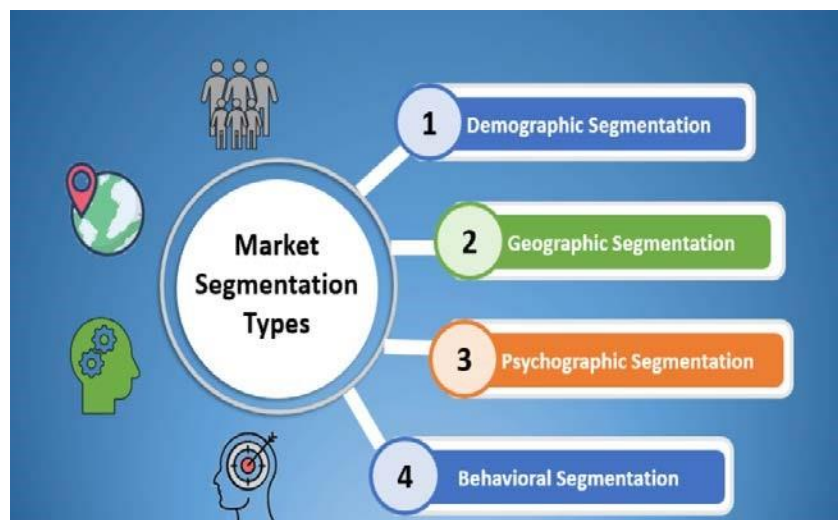 Market
Segmentation
Types
1
Demographic Segmentation
2
Geographic Segmentation
3
Psychographic Segmentation
4
Behavioral Segmentation